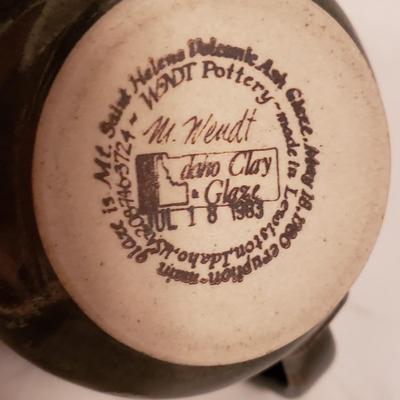 main glaze is Mt. Saint Helens Volcanic Ash Glaze, May 18, 1980 eruption ~
WENDT Pottery ~ made in Lewiston, Idaho USA 208-746-3724 ~
M. Wendt
Idaho Clay
& Glaze
JUL 18 1983